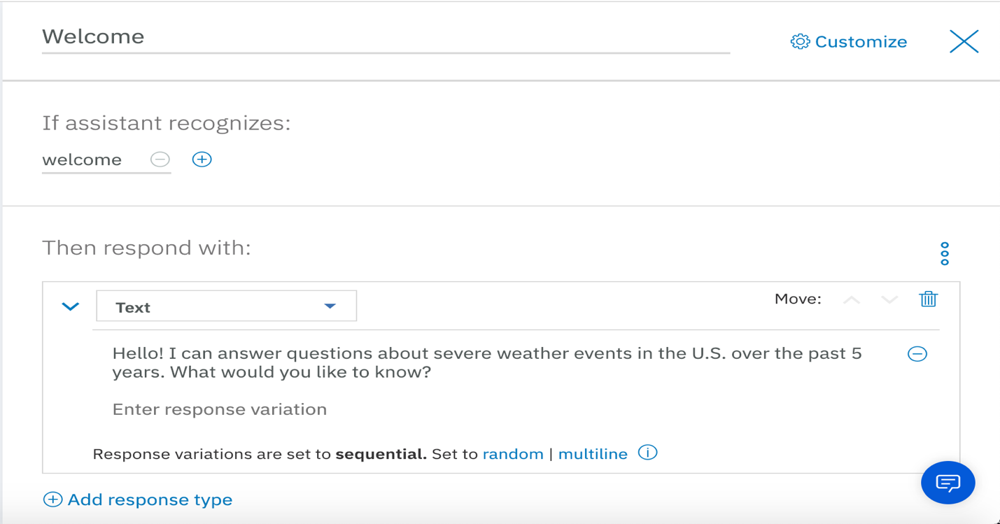 Welcome
Customize
If assistant recognizes:
welcome
Then respond with:
Text
Move:
Hello! I can answer questions about severe weather events in the U.S. over the past 5
years. What would you like to know?
Enter response variation
Response variations are set to sequential. Set to random | multiline
Add response type